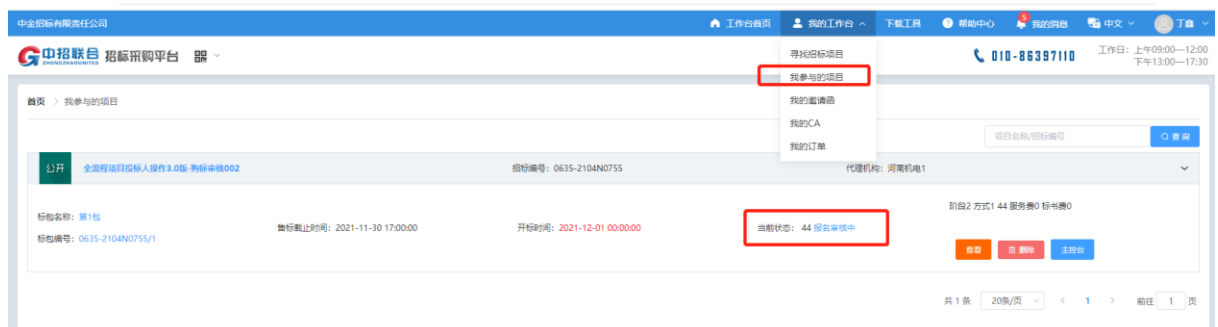 中金招标有限责任公司
工作台首页
我的工作台
下载工具
帮助中心
5
我的消息
中文
丁鑫
中招联合
ZHONGZHAOUNITED
招标采购平台
010-86397110
工作日： 上午09:00—12:00
下午13:00—17:30
寻找招标项目
我参与的项目
我的邀请函
我的CA
我的订单
首页 > 我参与的项目
项目名称/招标编号
查询
公开
全流程项目投标人操作3.0版-购标审核002
招标编号： 0635-2104N0755
代理机构：河南机电1
标包名称：第1包
标包编号：0635-2104N0755/1
售标截止时间：2021-11-30 17:00:00
开标时间：2021-12-01 00:00:00
当前状态： 44 报名审核中
阶段2 方式1 44 服务费0 标书费0
查看
删除
主控台
共 1 条
20条/页
< 1 >
前往 1 页